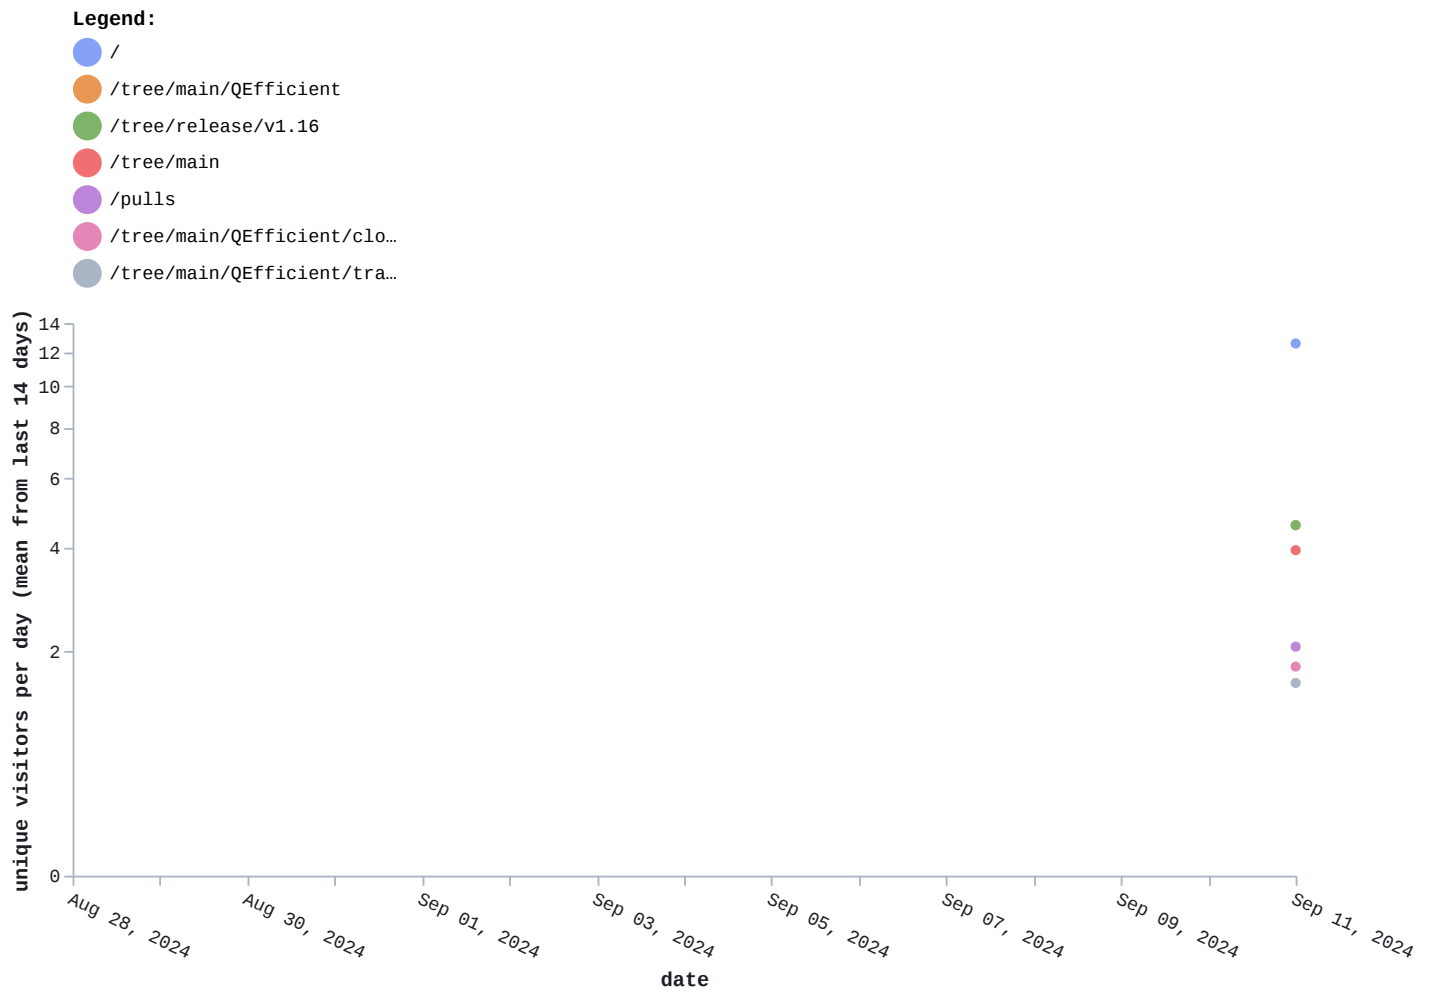 Legend:
/
/tree/main/QEfficient
/tree/release/v1.16
/tree/main
/pulls
/tree/main/QEfficient/clo…
/tree/main/QEfficient/tra…
unique visitors per day (mean from last 14 days)
14
12
10
8
6
4
2
0
Aug 28, 2024
Aug 30, 2024
Sep 01, 2024
Sep 03, 2024
Sep 05, 2024
Sep 07, 2024
Sep 09, 2024
Sep 11, 2024
date